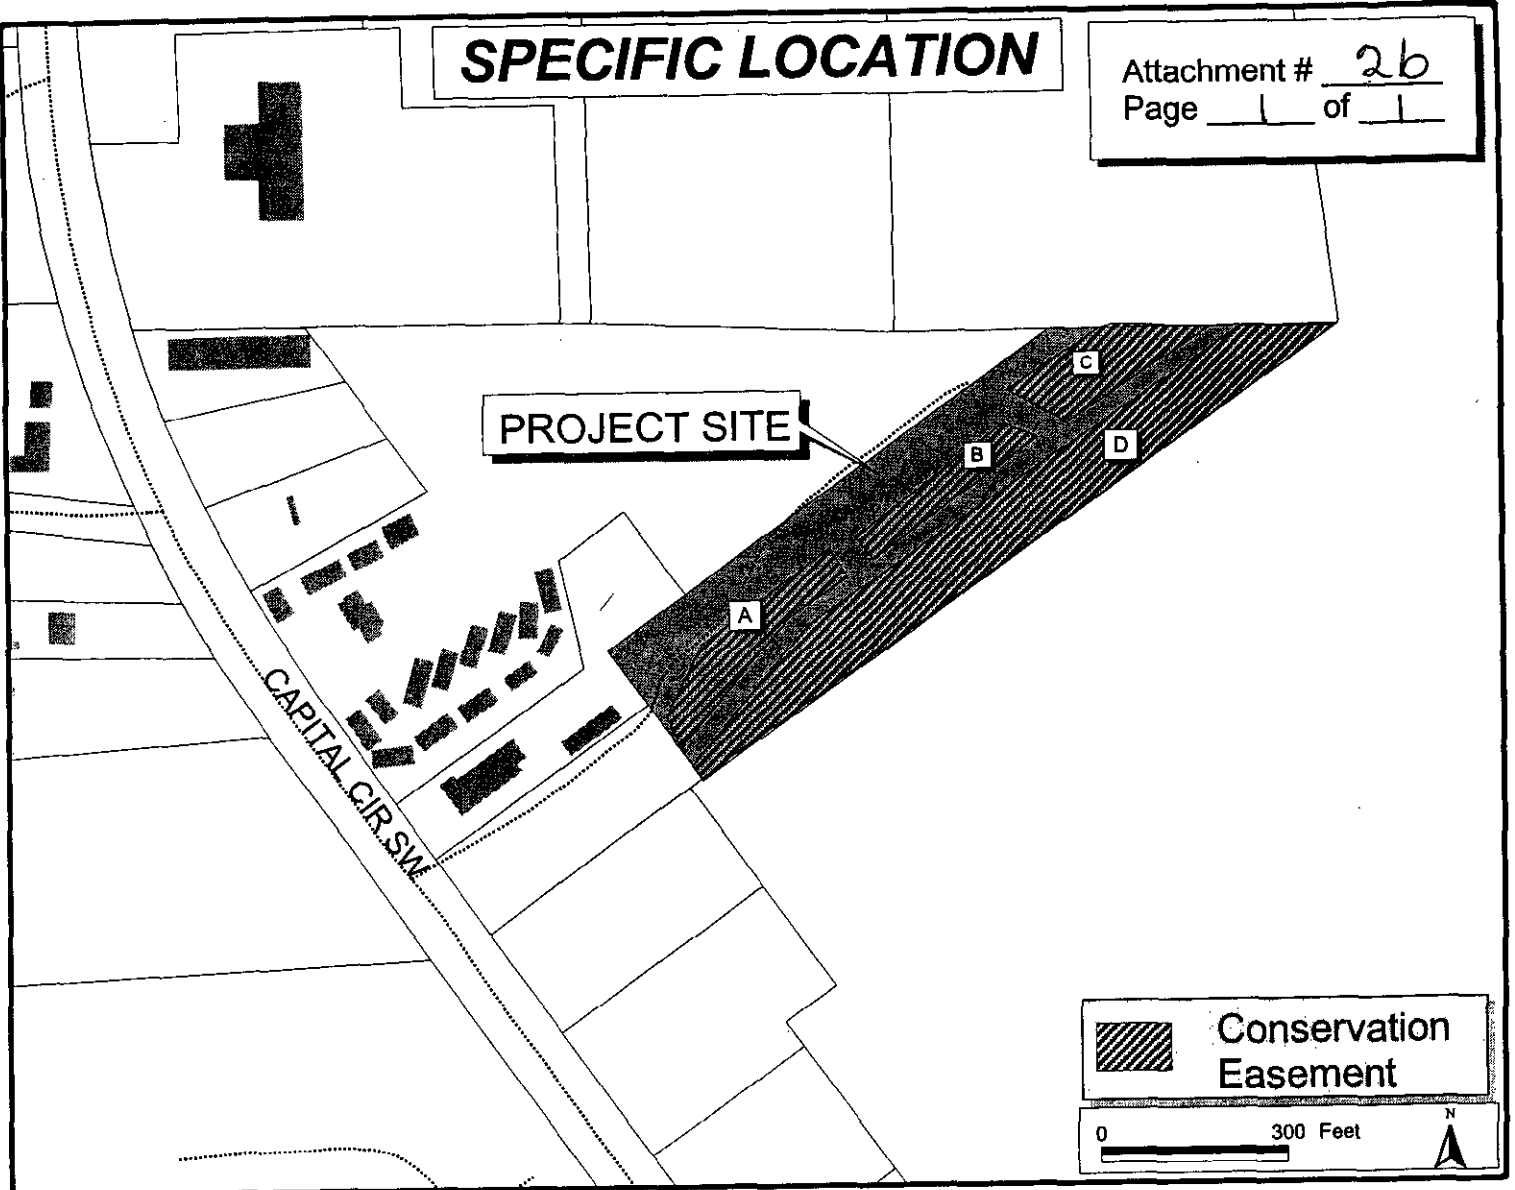 SPECIFIC LOCATION
Attachment # 2b
Page 1 of 1
C
PROJECT SITE
B
D
A
CAPITAL CIR SW
Conservation
Easement
0 300 Feet
N